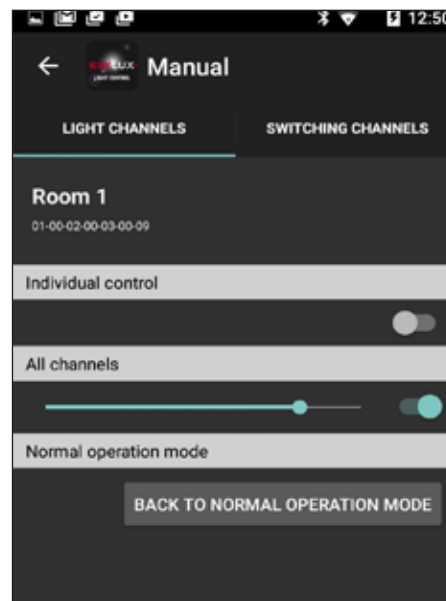 12:50
Manual
LIGHT CHANNELS
SWITCHING CHANNELS
Room 1
01-00-02-00-03-00-09
Individual control
All channels
Normal operation mode
BACK TO NORMAL OPERATION MODE